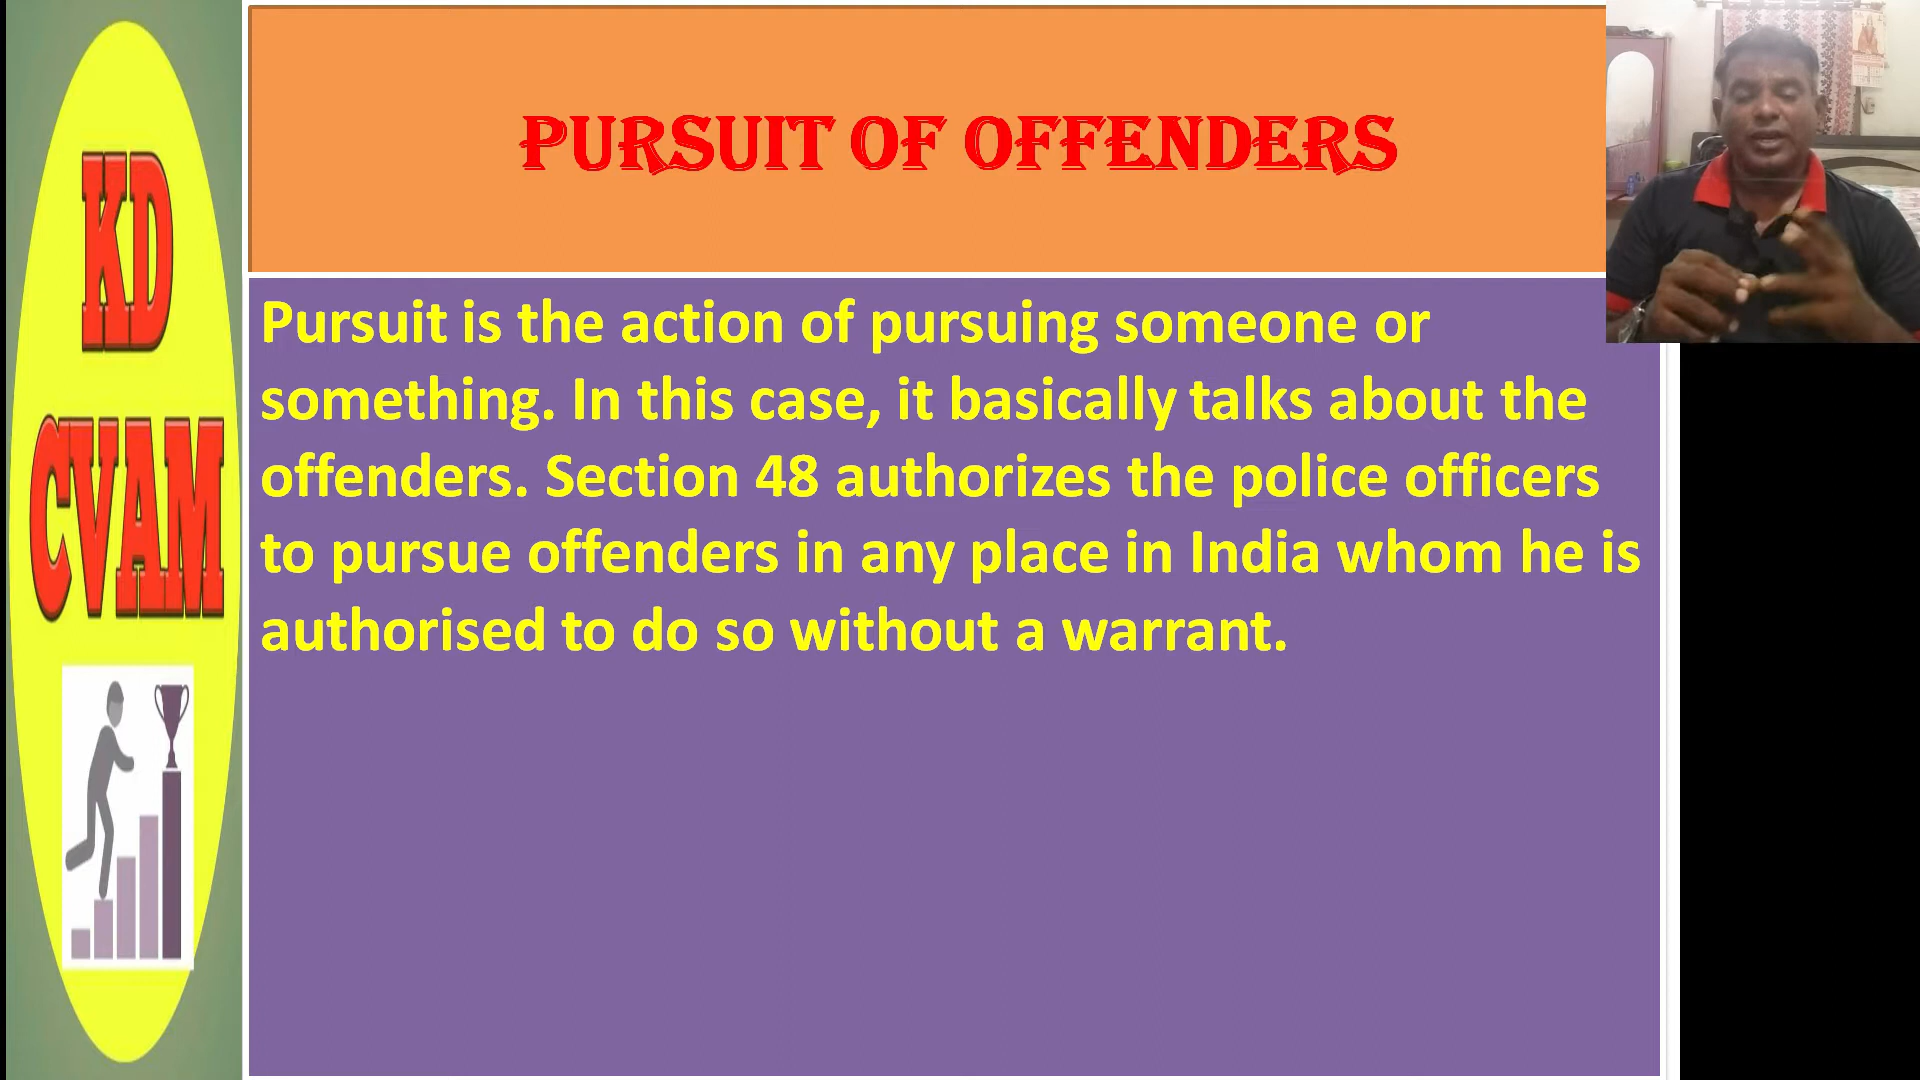 KD
CVAM
PURSUIT OF OFFENDERS
Pursuit is the action of pursuing someone or
something. In this case, it basically talks about the
offenders. Section 48 authorizes the police officers
to pursue offenders in any place in India whom he is
authorised to do so without a warrant.